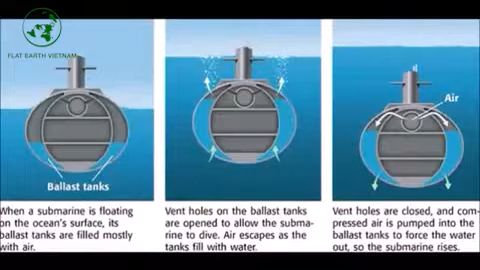 FLAT EARTH VIETNAM
Ballast tanks
Air
When a submarine is floating
on the ocean's surface, its
ballast tanks are filled mostly
with air.
Vent holes on the ballast tanks
are opened to allow the subma-
rine to dive. Air escapes as the
tanks fill with water.
Vent holes are closed, and com-
pressed air is pumped into the
ballast tanks to force the water
out, so the submarine rises.